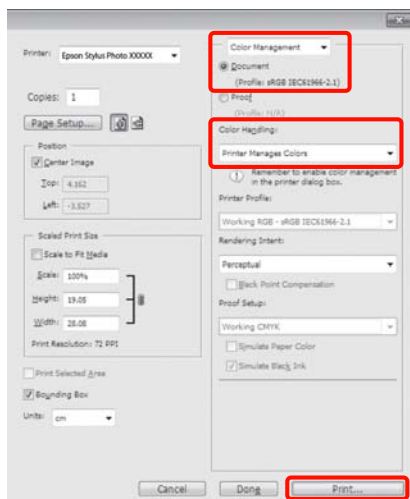 Printer: Epson Stylus Photo XXXXX
Copies: 1
Page Setup...
Position
Center Image
Top: 4.162
Left: -3.527
Scaled Print Size
Scale to Fit Media
Scale: 100%
Height: 19.05
Width: 28.08
Print Resolution: 72 PPI
Print Selected Area
Bounding Box
Units: cm
Color Management
Document
(Profile: sRGB IEC61966-2.1)
Proof
(Profile: N/A)
Color Handling:
Printer Manages Colors
Remember to enable color management
in the printer dialog box.
Printer Profile:
Working RGB - sRGB IEC61966-2.1
Rendering Intent:
Perceptual
Black Point Compensation
Proof Setup:
Working CMYK
Simulate Paper Color
Simulate Black Ink
Cancel
Done
Print...